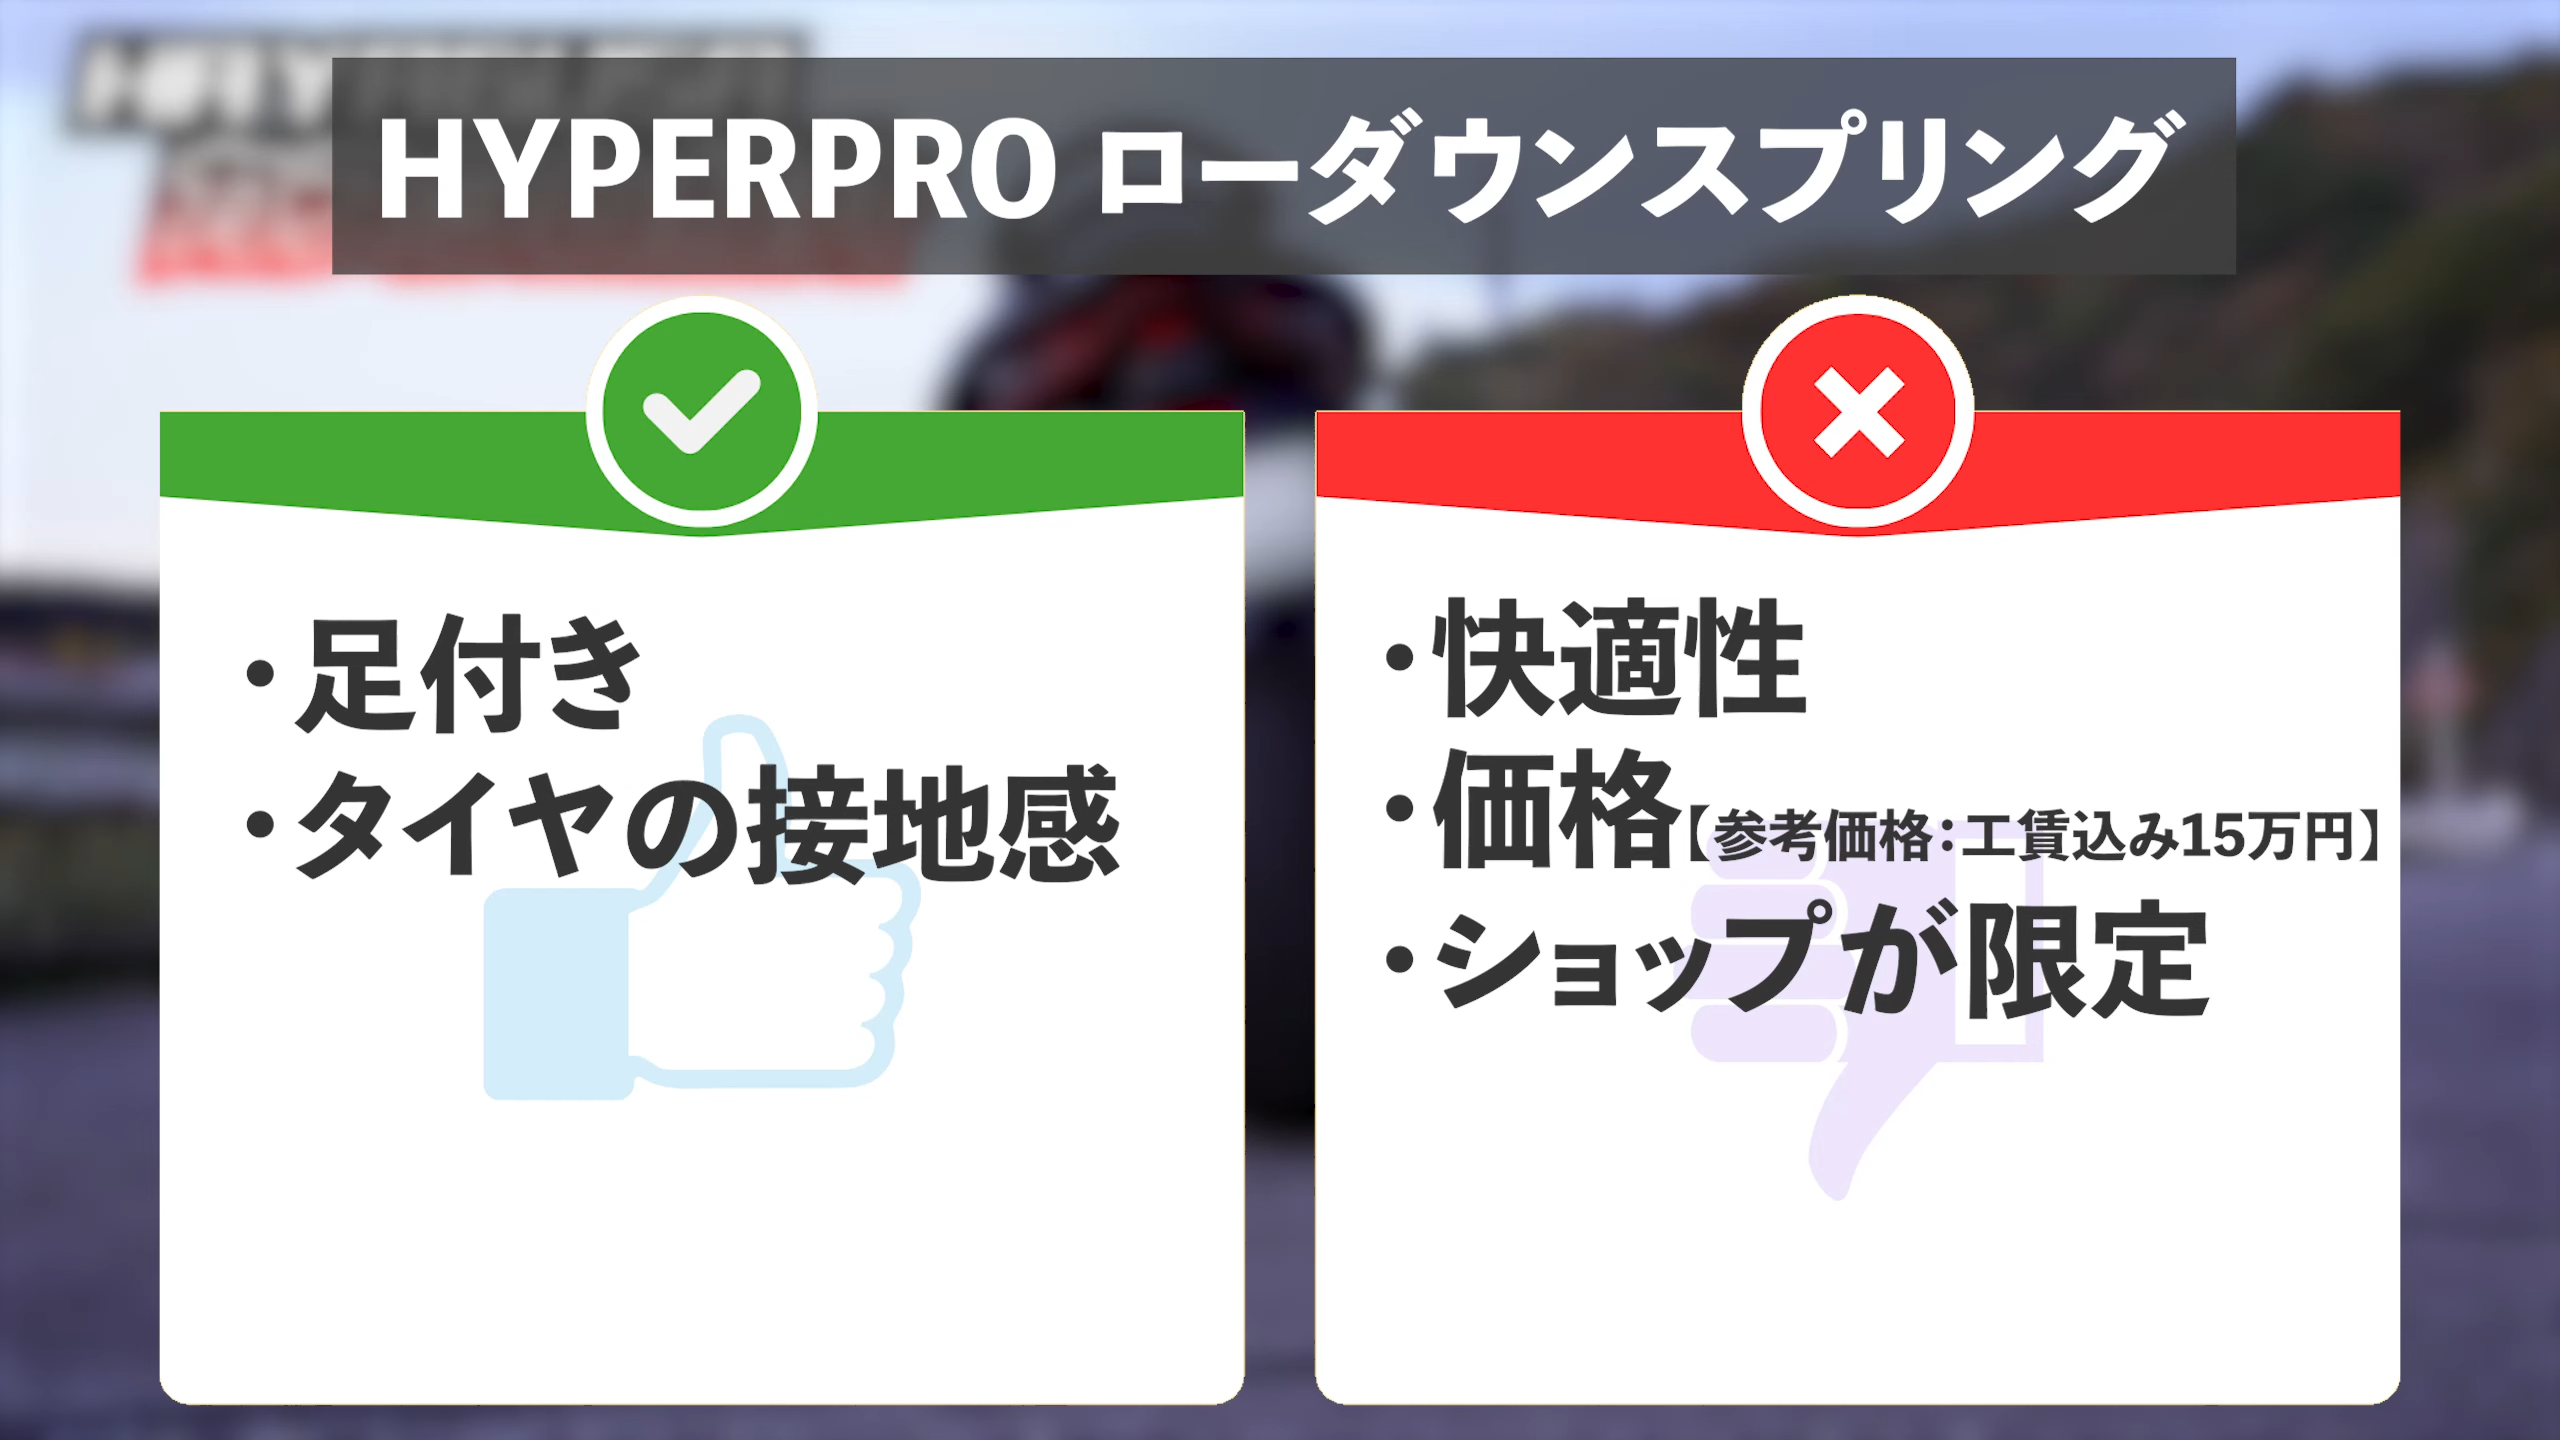 HYPERPRO ローダウンスプリング
・足付き
・タイヤの接地感
・快適性
・価格【参考価格：工賃込み15万円】
・ショップが限定